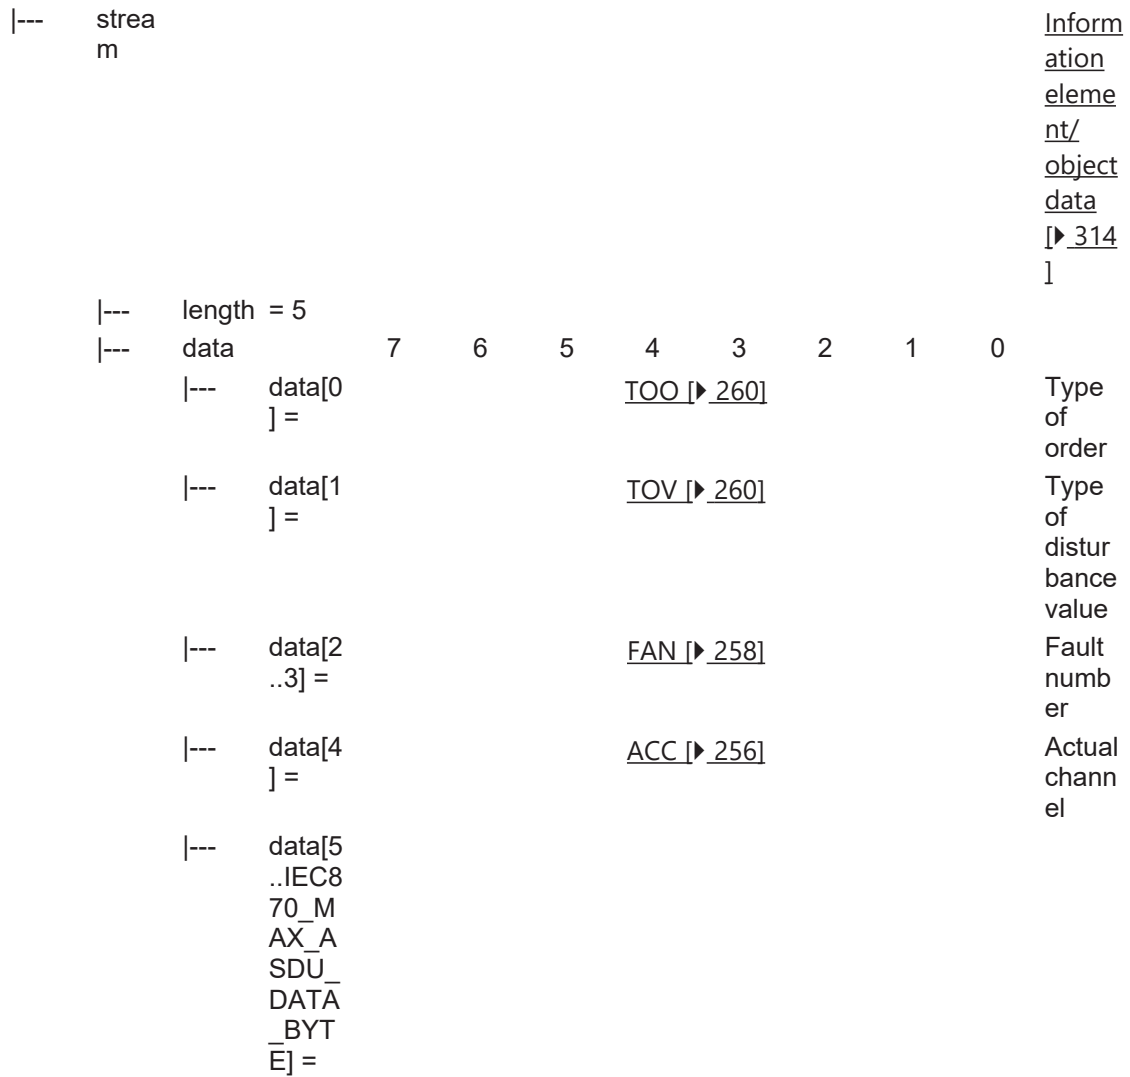 |--- strea Inform
m ation
eleme
nt/
object
data
[▶ 314
]
|--- length = 5
|--- data 7 6 5 4 3 2 1 0
|--- data[0 TOO [▶ 260] Type
] = of
order
|--- data[1 TOV [▶ 260] Type
] = of
distur
bance
value
|--- data[2 FAN [▶ 258] Fault
..3] = numb
er
|--- data[4 ACC [▶ 256] Actual
] = chann
el
|--- data[5
..IEC8
70_M
AX_A
SDU_
DATA
_BYT
E] =